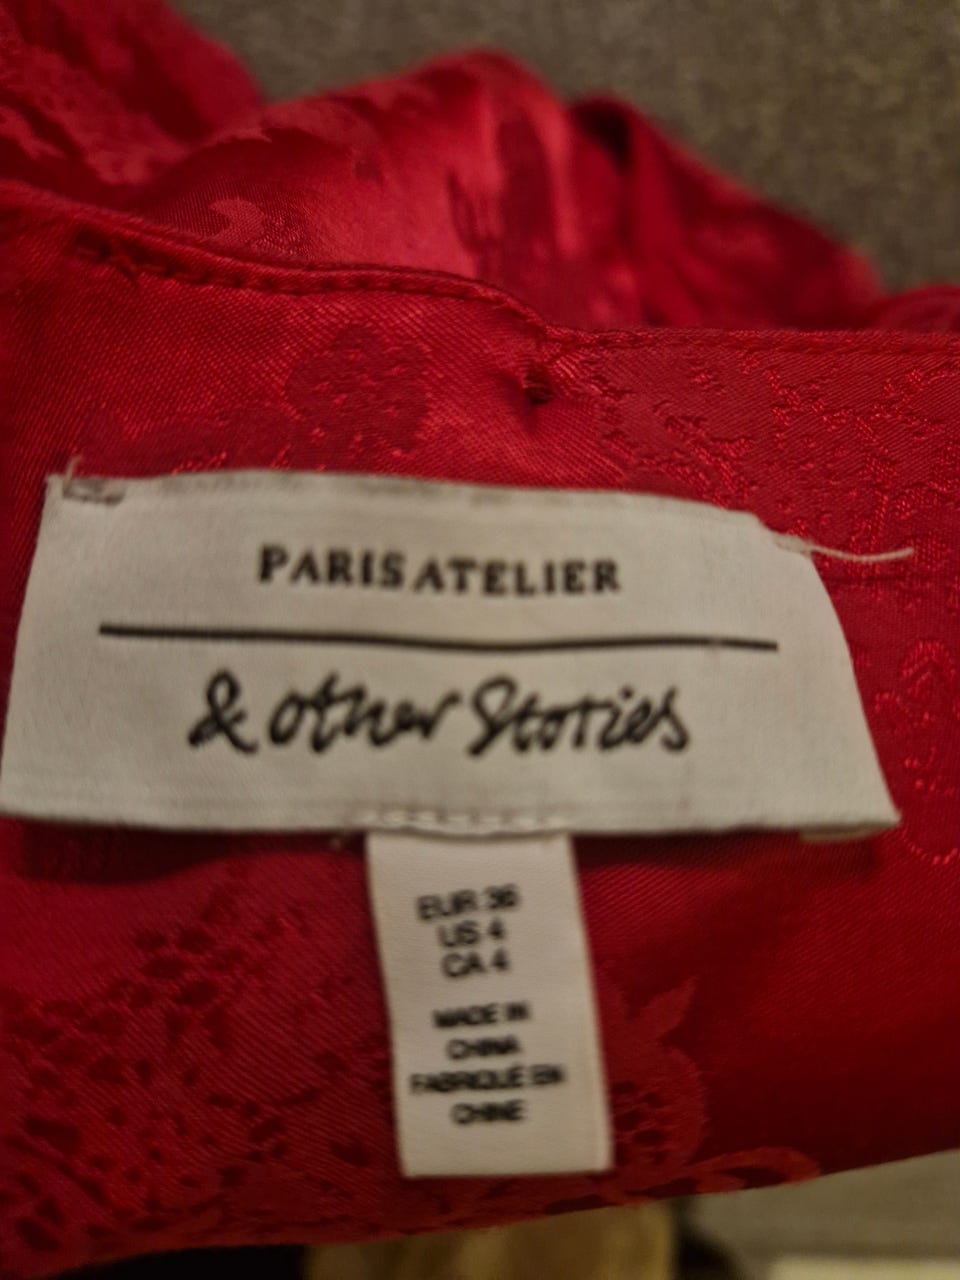 PARIS ATELIER
& other Stories
EUR 36
US 4
CA 4
MADE IN
CHINA
FABRIQUÉ EN
CHINE